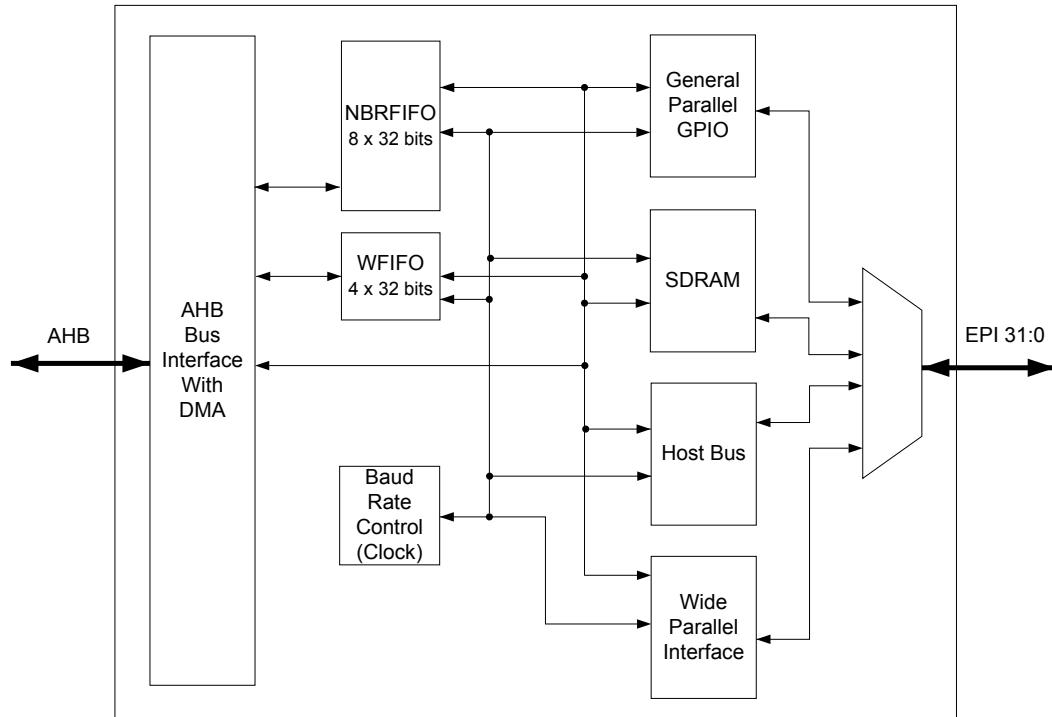 AHB
AHB
Bus
Interface
With
DMA
NBRFIFO
8 x 32 bits
WFIFO
4 x 32 bits
Baud
Rate
Control
(Clock)
General
Parallel
GPIO
SDRAM
Host Bus
Wide
Parallel
Interface
EPI 31:0